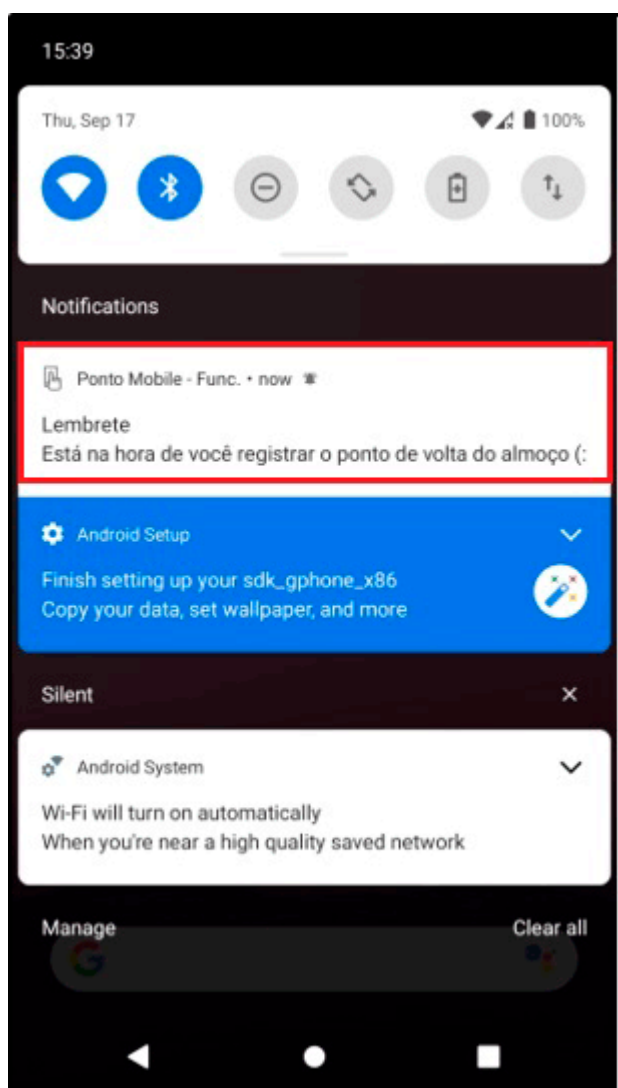 15:39
Thu, Sep 17
100%
Notifications
Ponto Mobile - Func. • now
Lembrete
Está na hora de você registrar o ponto de volta do almoço (:
Android Setup
Finish setting up your sdk_gphone_x86
Copy your data, set wallpaper, and more
Silent
Android System
Wi-Fi will turn on automatically
When you're near a high quality saved network
Manage
Clear all